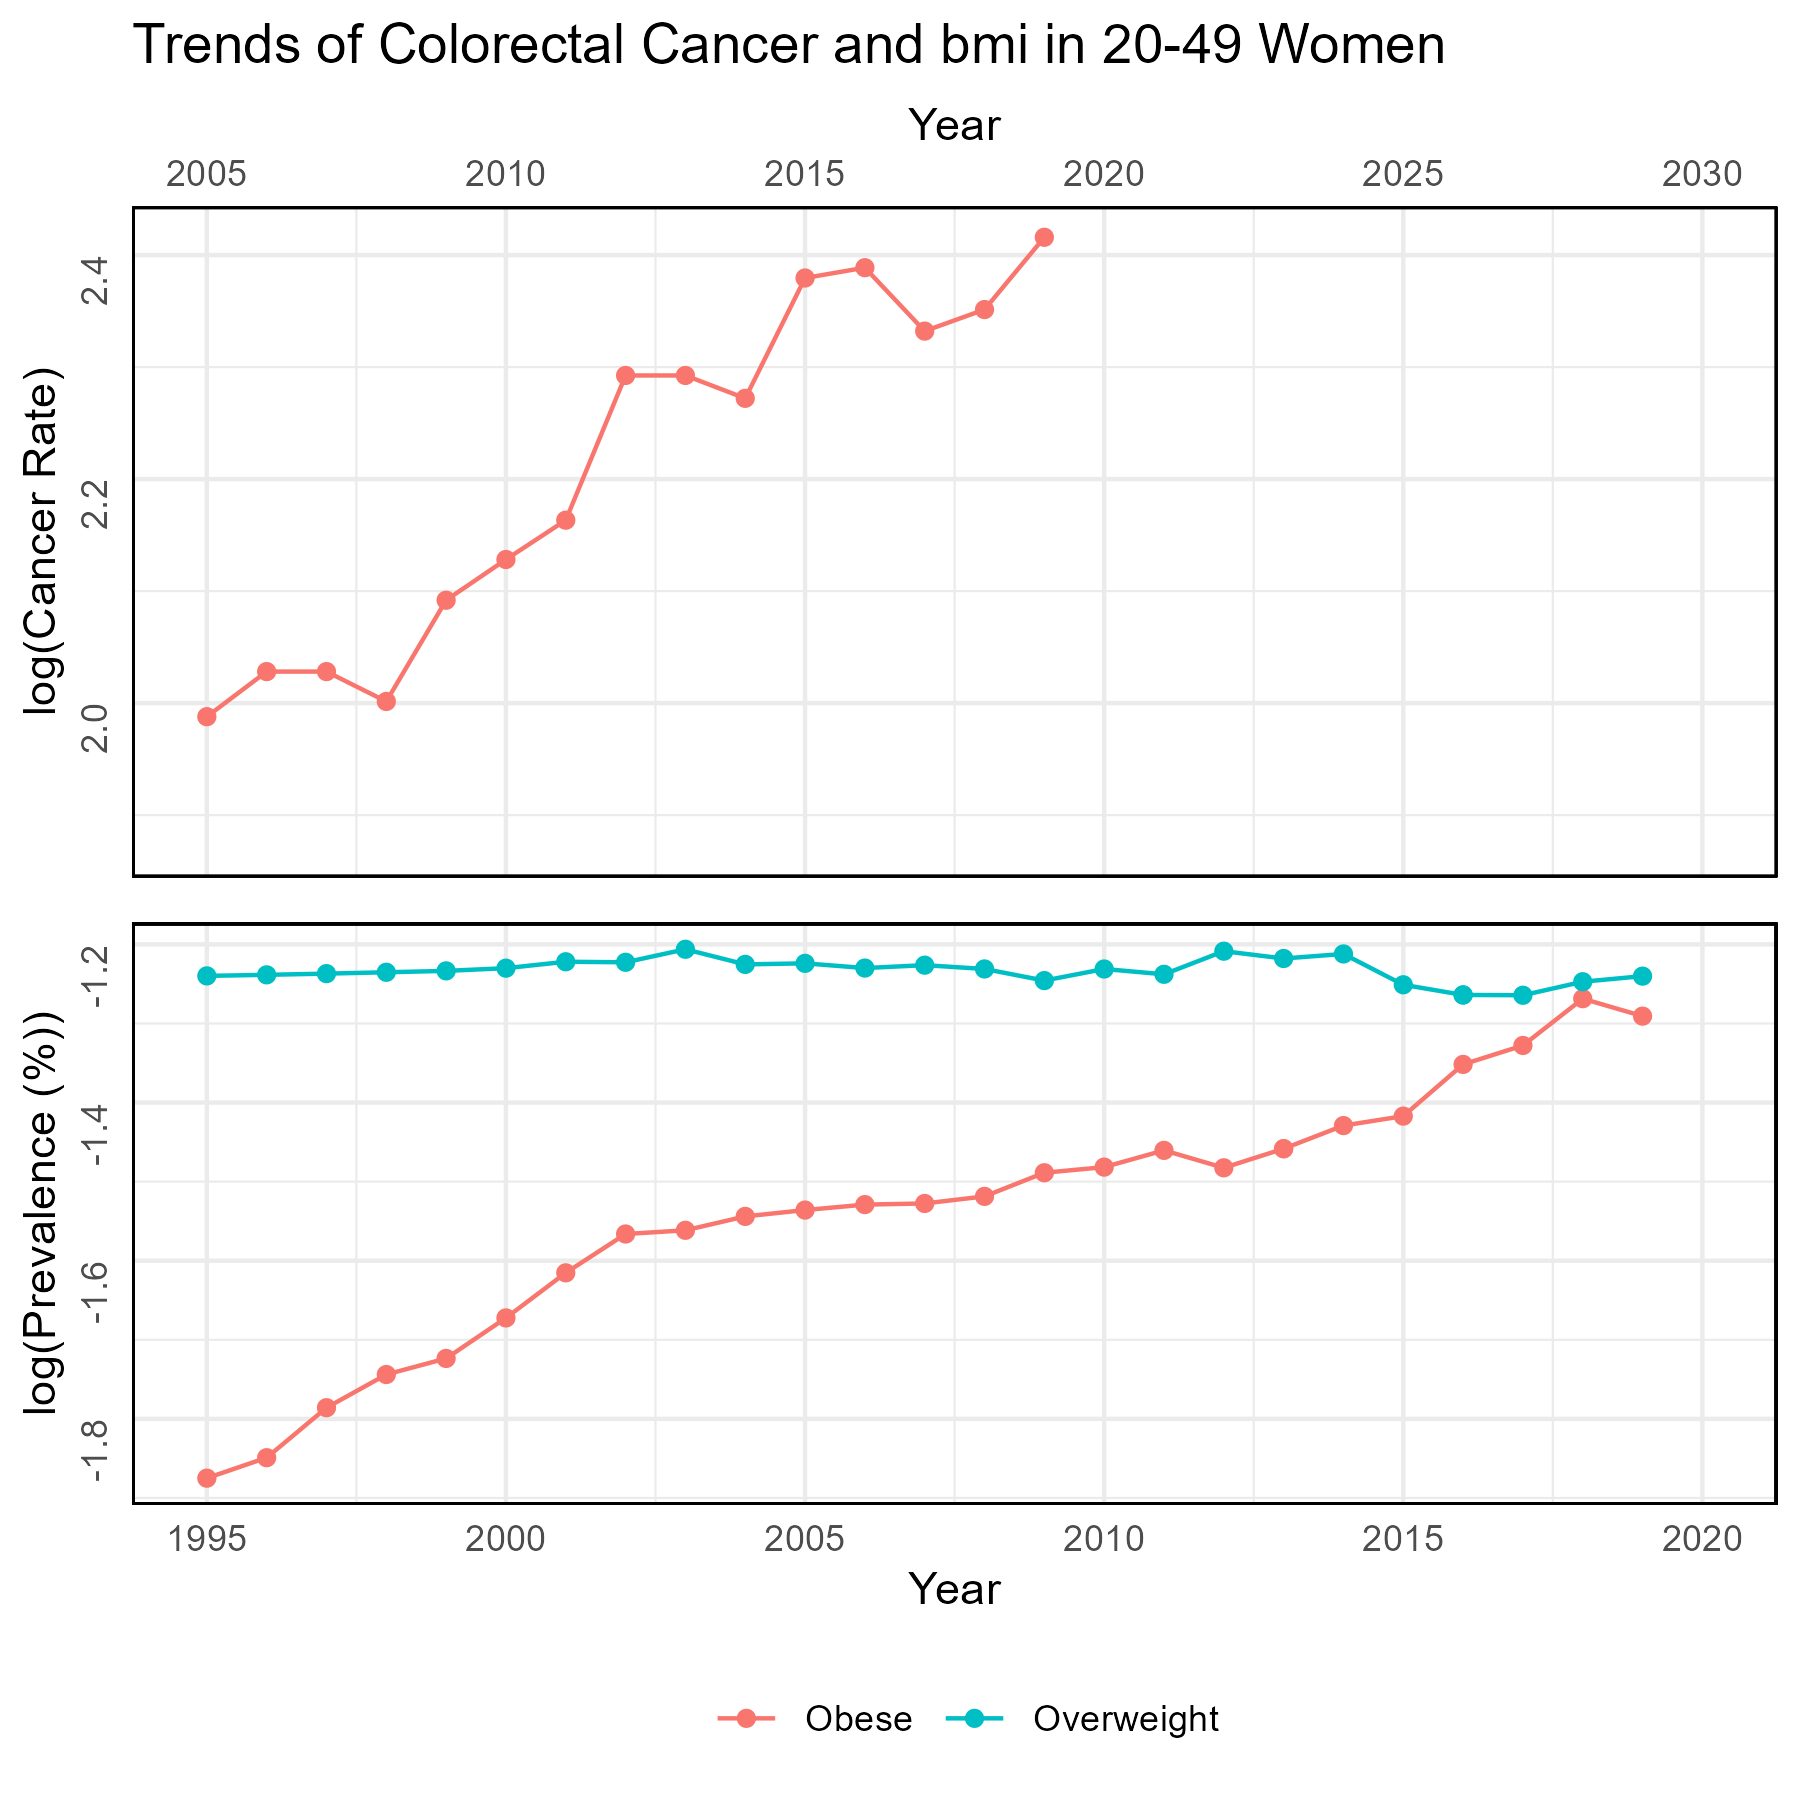 Trends of Colorectal Cancer and bmi in 20-49 Women
Year
2005 2010 2015 2020 2025 2030
log(Cancer Rate)
2.4
2.2
2.0
log(Prevalence (%))
-1.2
-1.4
-1.6
-1.8
1995 2000 2005 2010 2015 2020
Year
Obese Overweight